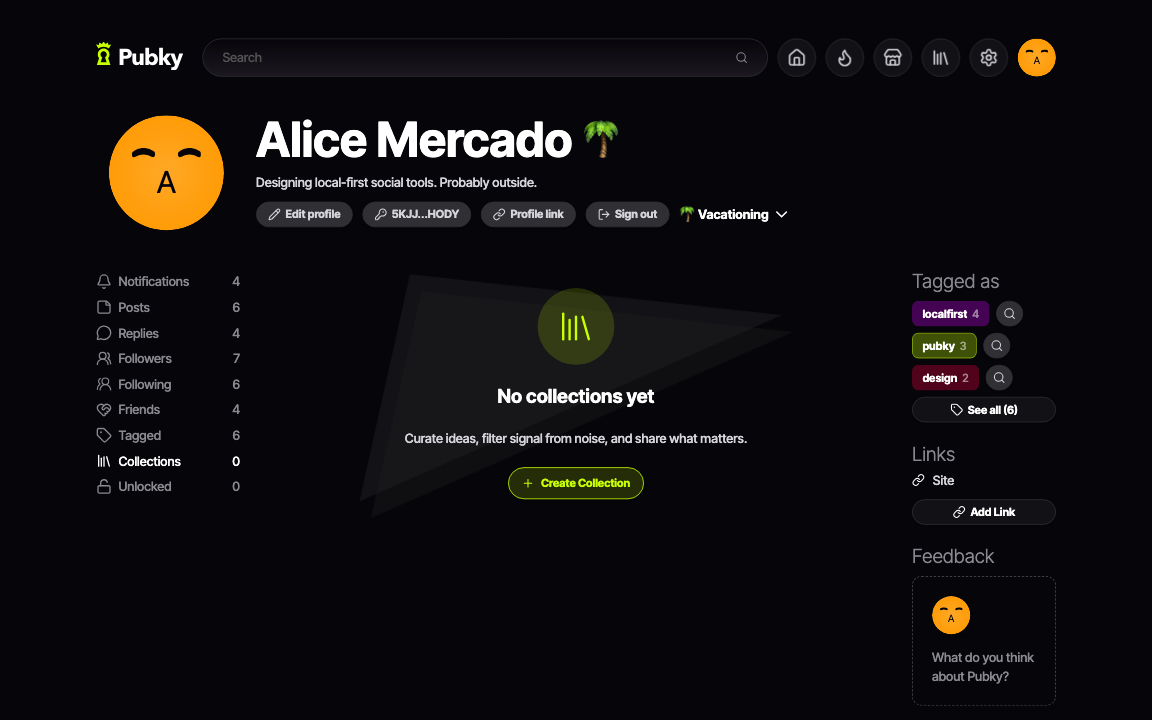 Pubky
Search
A
A
Alice Mercado 🌴
Designing local-first social tools. Probably outside.
Edit profile
5KJJ...HODY
Profile link
Sign out
🌴 Vacationing
Notifications 4
Posts 6
Replies 4
Followers 7
Following 6
Friends 4
Tagged 6
Collections 0
Unlocked 0
No collections yet
Curate ideas, filter signal from noise, and share what matters.
Create Collection
Tagged as
localfirst 4
pubky 3
design 2
See all (6)
Links
Site
Add Link
Feedback
A
What do you think
about Pubky?